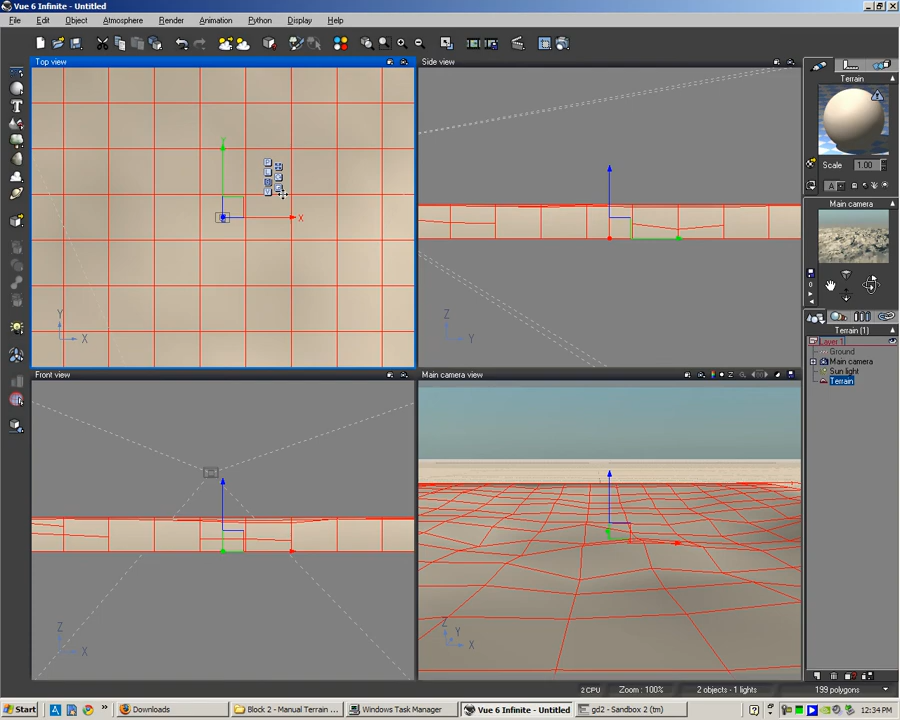 Vue 6 Infinite - Untitled
File Edit Object Atmosphere Render Animation Python Display Help
Top view
Side view
Terrain
Y
X
Scale 1.00
Main camera
Y
X
Z
Y
0
Terrain (1)
Layer 1
Ground
Main camera
Sun light
Terrain
Front view
Main camera view
Z
X
Z
Y
X
2 CPU Zoom : 100% 2 objects - 1 lights 199 polygons
Start Downloads Block 2 - Manual Terrain ... Windows Task Manager Vue 6 Infinite - Untitled gd2 - Sandbox 2 (tm) 12:34 PM